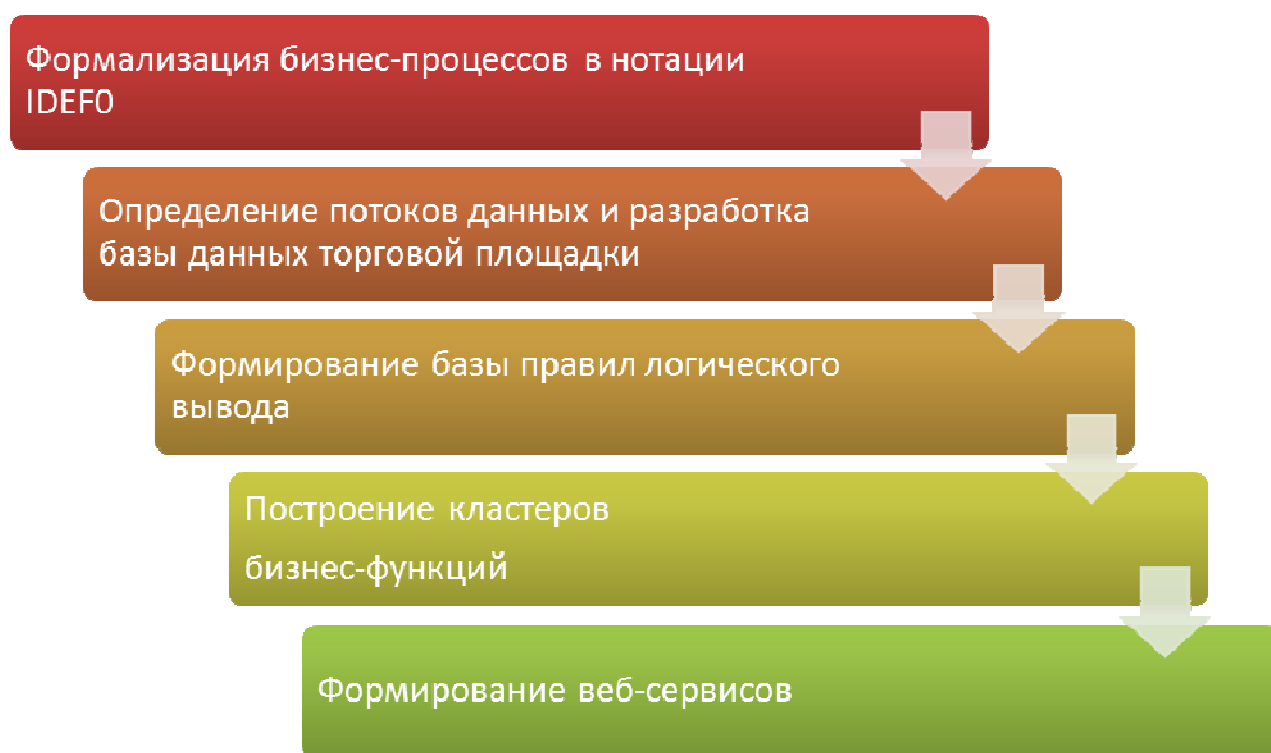 Формализация бизнес-процессов в нотации
IDEF0
Определение потоков данных и разработка
базы данных торговой площадки
Формирование базы правил логического
вывода
Построение кластеров
бизнес-функций
Формирование веб-сервисов